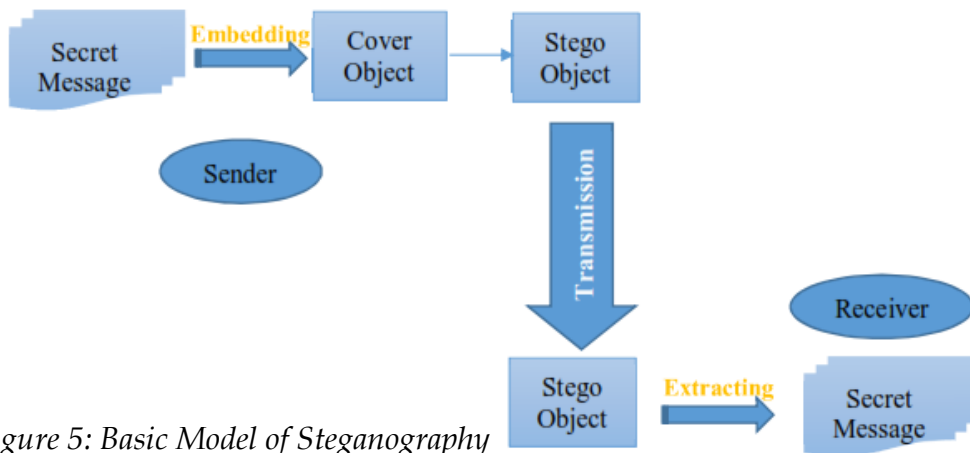 Secret
Message
Embedding
Cover
Object
Stego
Object
Sender
Transmission
Receiver
Stego
Object
Extracting
Secret
Message
gure 5: Basic Model of Steganography